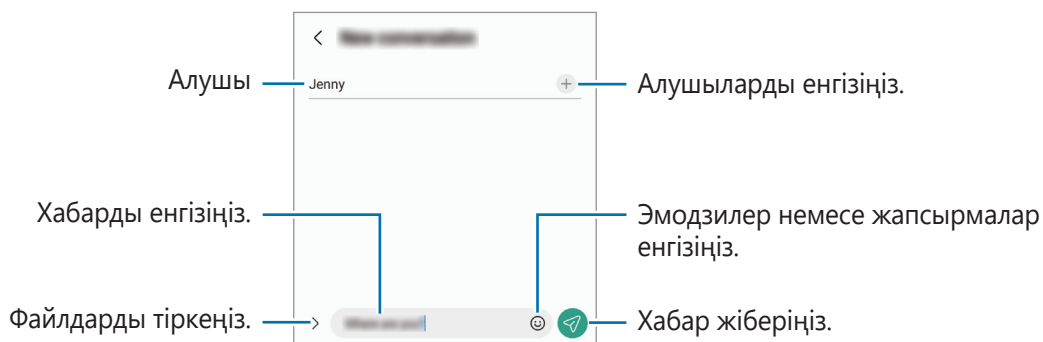 Алушы
Jenny
Алушыларды енгізіңіз.
Хабарды енгізіңіз.
Эмодзилер немесе жапсырмалар
енгізіңіз.
Файлдарды тіркеңіз.
Хабар жіберіңіз.